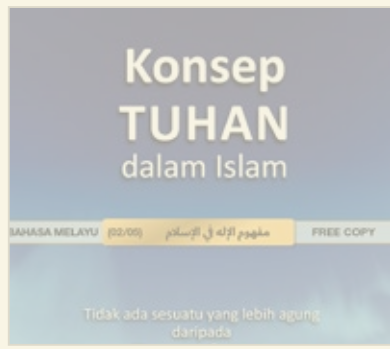 Konsep
TUHAN
dalam Islam
BAHASA MELAYU (02/05) مفهوم الإله في الإسلام FREE COPY
Tidak ada sesuatu yang lebih agung
daripada